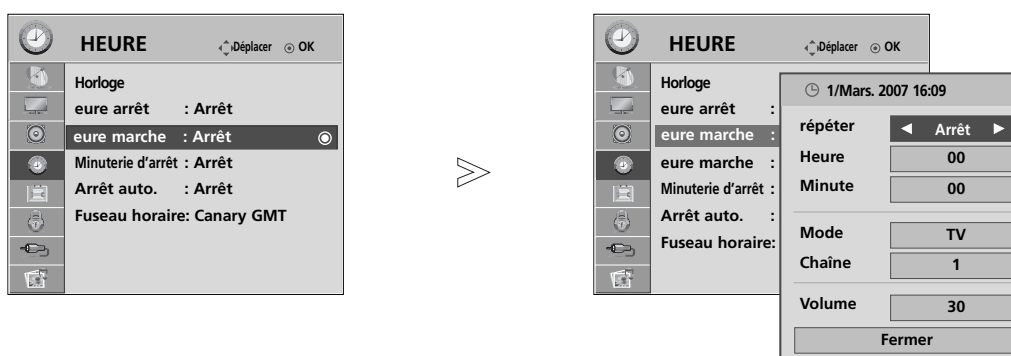 HEURE Déplacer OK
Horloge
eure arrêt : Arrêt
eure marche : Arrêt
Minuterie d’arrêt : Arrêt
Arrêt auto. : Arrêt
Fuseau horaire: Canary GMT
HEURE Déplacer OK
Horloge
eure arrêt :
eure marche :
eure marche :
Minuterie d’arrêt :
Arrêt auto. :
Fuseau horaire:
1/Mars. 2007 16:09
répéter Arrêt
Heure 00
Minute 00
Mode TV
Chaîne 1
Volume 30
Fermer